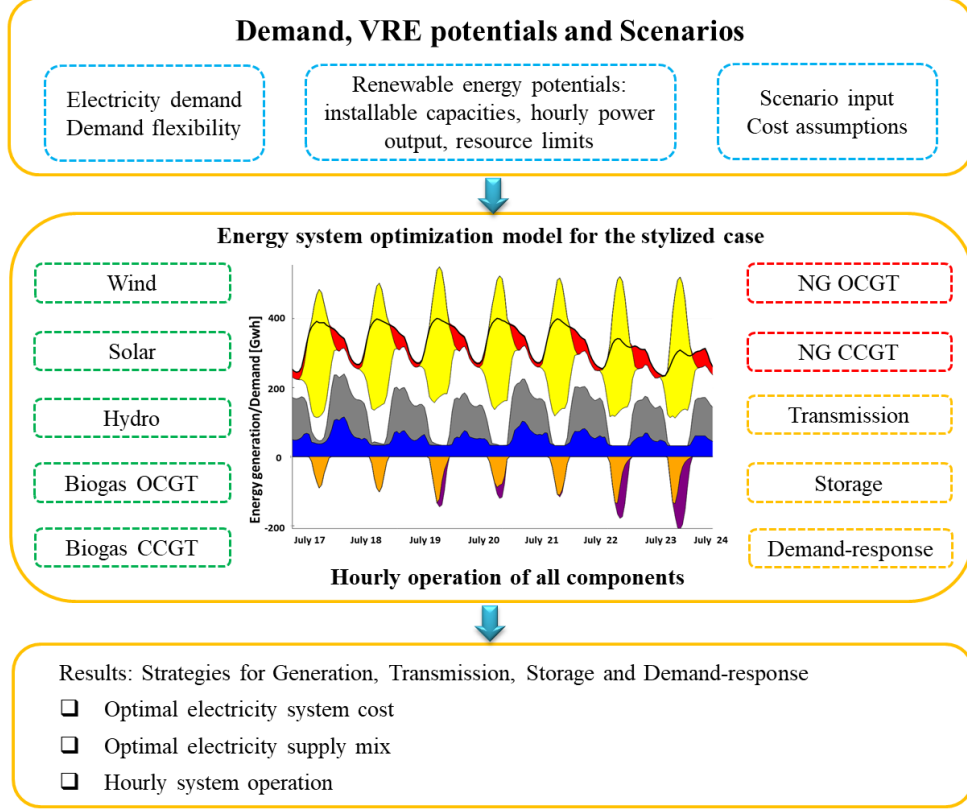 Demand, VRE potentials and Scenarios
Electricity demand
Demand flexibility
Renewable energy potentials:
installable capacities, hourly power
output, resource limits
Scenario input
Cost assumptions
Energy system optimization model for the stylized case
Wind
Solar
Hydro
Biogas OCGT
Biogas CCGT
Energy generation/Demand [Gwh]
400
200
0
-200
July 17
July 18
July 19
July 20
July 21
July 22
July 23
July 24
Hourly operation of all components
NG OCGT
NG CCGT
Transmission
Storage
Demand-response
Results: Strategies for Generation, Transmission, Storage and Demand-response
❑ Optimal electricity system cost
❑ Optimal electricity supply mix
❑ Hourly system operation